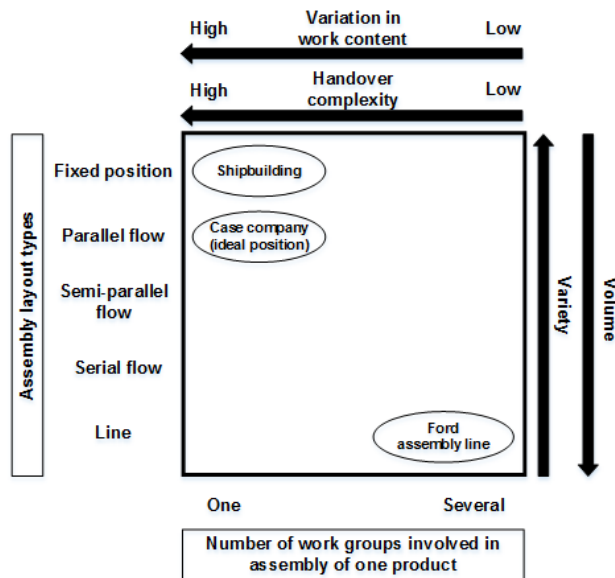 Variation in
High work content Low
Handover
High complexity Low
Assembly layout types
Fixed position
Parallel flow
Semi-parallel
flow
Serial flow
Line
Shipbuilding
Case company
(ideal position)
Ford
assembly line
Variety
Volume
One Several
Number of work groups involved in
assembly of one product